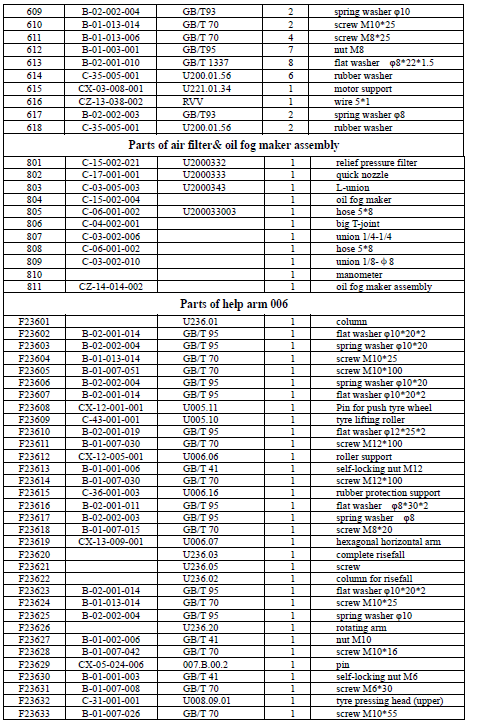 609 B-02-002-004 GB/T93 2 spring washer φ10
610 B-01-013-014 GB/T 70 2 screw M10*25
611 B-01-013-006 GB/T 70 4 screw M8*25
612 B-01-003-001 GB/T95 7 nut M8
613 B-02-001-010 GB/T 1337 8 flat washer φ8*22*1.5
614 C-35-005-001 U200.01.56 6 rubber washer
615 CX-03-008-001 U221.01.34 1 motor support
616 CZ-13-038-002 RVV 1 wire 5*1
617 B-02-002-003 GB/T93 2 spring washer φ8
618 C-35-005-001 U200.01.56 2 rubber washer
Parts of air filter& oil fog maker assembly
801 C-15-002-021 U2000332 1 relief pressure filter
802 C-17-001-001 U2000333 1 quick nozzle
803 C-03-005-003 U2000343 1 L-union
804 C-15-002-004 1 oil fog maker
805 C-06-001-002 U200033003 1 hose 5*8
806 C-04-002-001 1 big T-joint
807 C-03-002-006 1 union 1/4-1/4
808 C-06-001-002 1 hose 5*8
809 C-03-002-010 1 union 1/8-Φ8
810 1 manometer
811 CZ-14-014-002 1 oil fog maker assembly
Parts of help arm 006
F23601 U236.01 1 column
F23602 B-02-001-014 GB/T 95 1 flat washer φ10*20*2
F23603 B-02-002-004 GB/T 95 1 spring washer φ10*20
F23604 B-01-013-014 GB/T 70 1 screw M10*25
F23605 B-01-007-051 GB/T 70 1 screw M10*100
F23606 B-02-002-004 GB/T 95 1 spring washer φ10*20
F23607 B-02-001-014 GB/T 95 1 flat washer φ10*20*2
F23608 CX-12-001-001 U005.11 1 Pin for push tyre wheel
F23609 C-43-001-001 U005.10 1 tyre lifting roller
F23610 B-02-001-019 GB/T 95 1 flat washer φ12*25*2
F23611 B-01-007-030 GB/T 70 1 screw M12*100
F23612 CX-12-005-001 U006.06 1 roller support
F23613 B-01-001-006 GB/T 41 1 self-locking nut M12
F23614 B-01-007-030 GB/T 70 1 screw M12*100
F23615 C-36-001-003 U006.16 1 rubber protection support
F23616 B-02-001-011 GB/T 95 1 flat washer φ8*30*2
F23617 B-02-002-003 GB/T 95 1 spring washer φ8
F23618 B-01-007-015 GB/T 70 1 screw M8*20
F23619 CX-13-009-001 U006.07 1 hexagonal horizontal arm
F23620 U236.03 1 complete risefall
F23621 U236.05 1 screw
F23622 U236.02 1 column for risefall
F23623 B-02-001-014 GB/T 95 1 flat washer φ10*20*2
F23624 B-01-013-014 GB/T 70 1 screw M10*25
F23625 B-02-002-004 GB/T 95 1 spring washer φ10
F23626 U236.20 1 rotating arm
F23627 B-01-002-006 GB/T 41 1 nut M10
F23628 B-01-007-042 GB/T 70 1 screw M10*16
F23629 CX-05-024-006 007.B.00.2 1 pin
F23630 B-01-001-003 GB/T 41 1 self-locking nut M6
F23631 B-01-007-008 GB/T 70 1 screw M6*30
F23632 C-31-001-001 U008.09.01 1 tyre pressing head (upper)
F23633 B-01-007-026 GB/T 70 1 screw M10*55